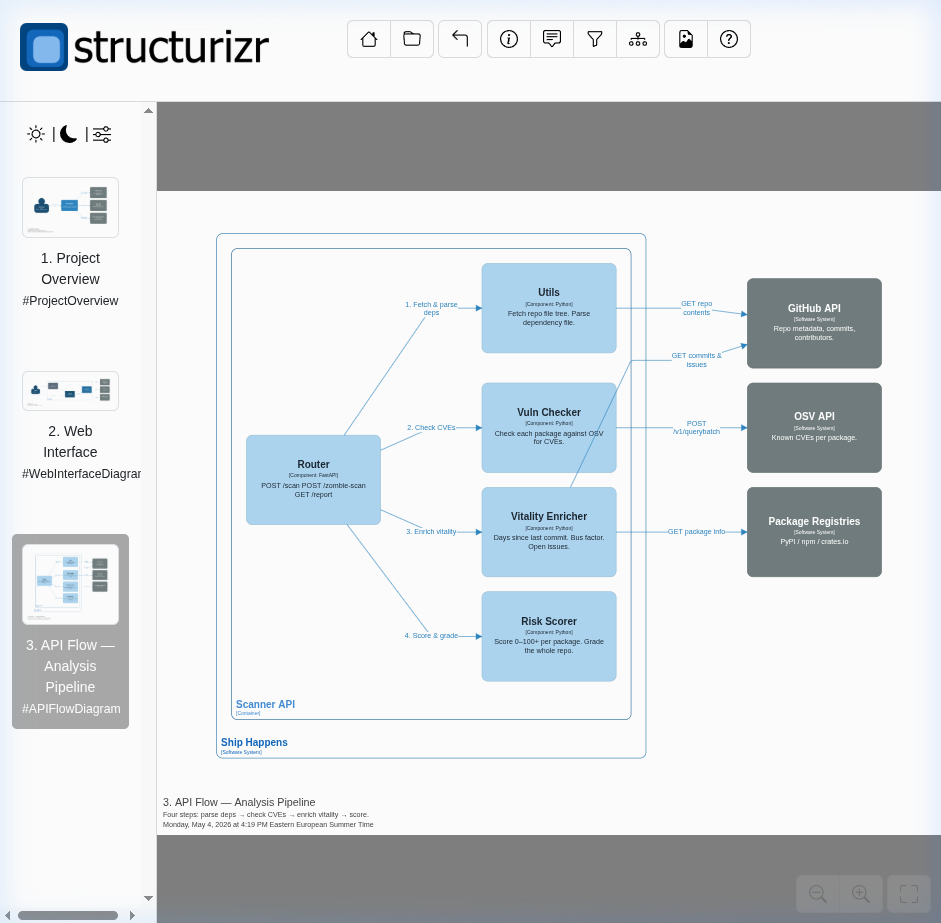 structurizr
|
|
1. Project
Overview
#ProjectOverview
2. Web
Interface
#WebInterfaceDiagrar
3. API Flow —
Analysis
Pipeline
#APIFlowDiagram
Utils
[Component: Python]
Fetch repo file tree. Parse
dependency file.
1. Fetch & parse
deps
GET repo
contents
GitHub API
[Software System]
Repo metadata, commits,
contributors.
GET commits &
issues
Vuln Checker
[Component: Python]
Check each package against OSV
for CVEs.
2. Check CVEs
POST
/v1/querybatch
OSV API
[Software System]
Known CVEs per package.
Router
[Component: FastAPI]
POST /scan POST /zombie-scan
GET /report
Vitality Enricher
[Component: Python]
Days since last commit. Bus factor.
Open issues.
3. Enrich vitality
GET package info
Package Registries
[Software System]
PyPI / npm / crates.io
Risk Scorer
[Component: Python]
Score 0–100+ per package. Grade
the whole repo.
4. Score & grade
Scanner API
[Container]
Ship Happens
[Software System]
3. API Flow — Analysis Pipeline
Four steps: parse deps → check CVEs → enrich vitality → score.
Monday, May 4, 2026 at 4:19 PM Eastern European Summer Time